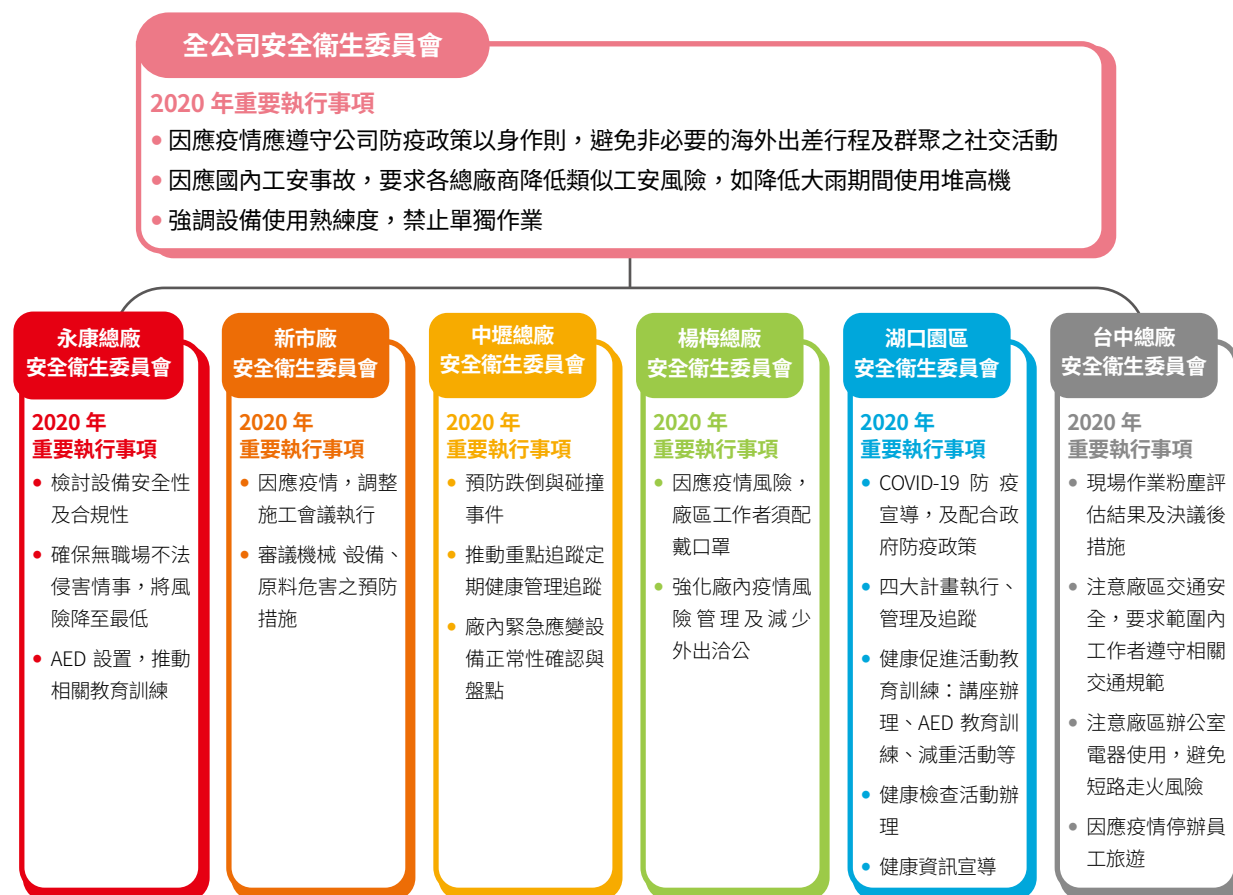 全公司安全衛生委員會
2020 年重要執行事項
• 因應疫情應遵守公司防疫政策以身作則，避免非必要的海外出差行程及群聚之社交活動
• 因應國內工安事故，要求各總廠商降低類似工安風險，如降低大雨期間使用堆高機
• 強調設備使用熟練度，禁止單獨作業
永康總廠
安全衛生委員會
2020 年
重要執行事項
• 檢討設備安全性
及合規性
• 確保無職場不法
侵害情事，將風
險降至最低
• AED 設置，推動
相關教育訓練
新市廠
安全衛生委員會
2020 年
重要執行事項
• 因應疫情，調整
施工會議執行
• 審議機械、設備、
原料危害之預防
措施
中壢總廠
安全衛生委員會
2020 年
重要執行事項
• 預防跌倒與碰撞
事件
• 推動重點追蹤定
期健康管理追蹤
• 廠內緊急應變設
備正常性確認與
盤點
楊梅總廠
安全衛生委員會
2020 年
重要執行事項
• 因應疫情風險，
廠區工作者須配
戴口罩
• 強化廠內疫情風
險管理及減少
外出洽公
湖口園區
安全衛生委員會
2020 年
重要執行事項
• COVID-19 防疫
宣導，及配合政
府防疫政策
• 四大計畫執行、
管理及追蹤
• 健康促進活動教
育訓練：講座辦
理、AED 教育訓
練、減重活動等
• 健康檢查活動辦
理
• 健康資訊宣導
台中總廠
安全衛生委員會
2020 年
重要執行事項
• 現場作業粉塵評
估結果及決議後
措施
• 注意廠區交通安
全，要求範圍內
工作者遵守相關
交通規範
• 注意廠區辦公室
電器使用，避免
短路走火風險
• 因應疫情停辦員
工旅遊